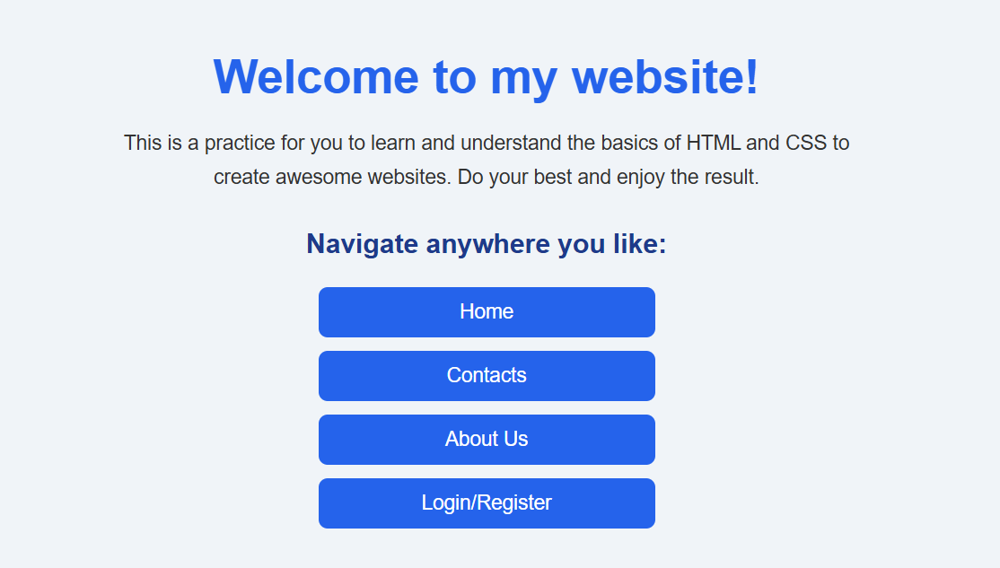 Welcome to my website!
This is a practice for you to learn and understand the basics of HTML and CSS to
create awesome websites. Do your best and enjoy the result.
Navigate anywhere you like:
Home
Contacts
About Us
Login/Register